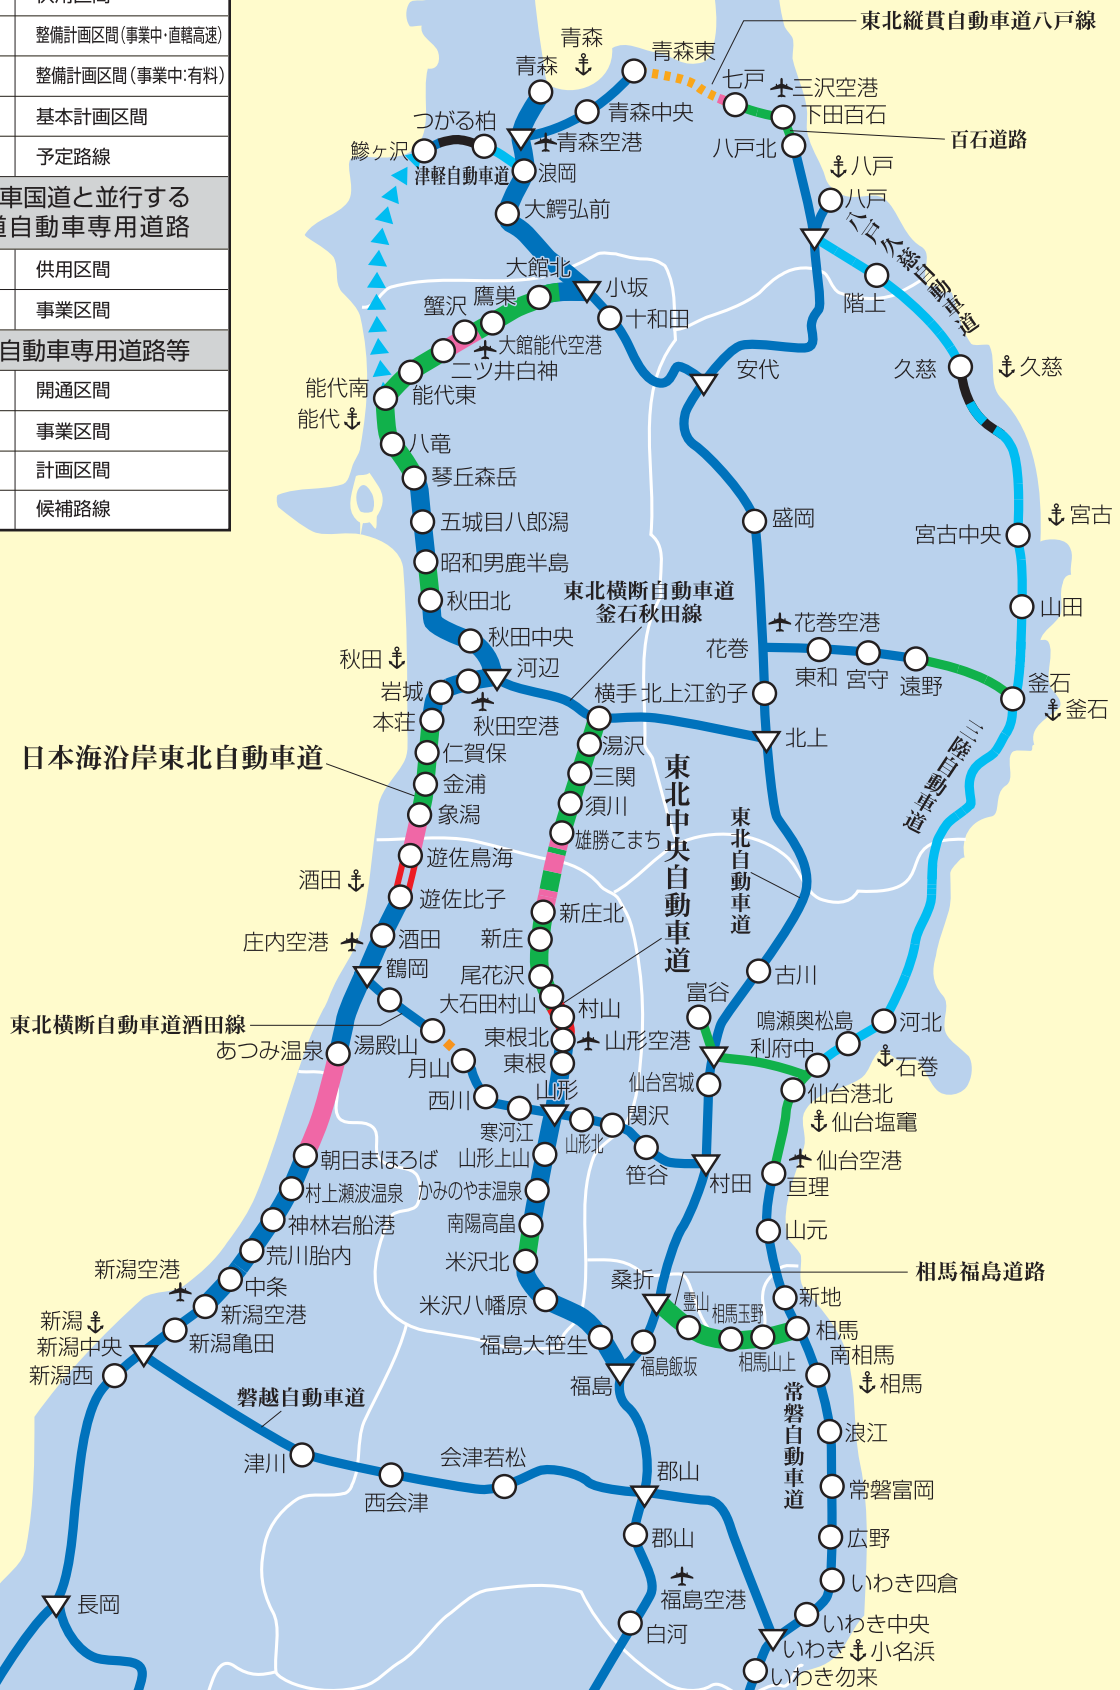 整備計画区間(事業中・直轄高速)
整備計画区間(事業中:有料)
基本計画区間
予定路線
車国道と並行する
道自動車専用道路
供用区間
事業区間
自動車専用道路等
開通区間
事業区間
計画区間
候補路線
東北縦貫自動車道八戸線
青森
青森東
青森
七戸
三沢空港
下田百石
青森中央
つがる柏
青森空港
百石道路
八戸北
鰺ヶ沢
八戸
津軽自動車道
浪岡
八戸
大鰐弘前
八戸久慈自動車道
大館北
小坂
鷹巣
蟹沢
階上
十和田
大館能代空港
二ツ井白神
安代
久慈
久慈
能代南
能代東
能代
八竜
琴丘森岳
五城目八郎潟
盛岡
宮古
宮古中央
昭和男鹿半島
東北横断自動車道
釜石秋田線
秋田北
山田
花巻空港
秋田中央
花巻
秋田
河辺
東和
宮守
遠野
岩城
横手
北上江釣子
釜石
釜石
本荘
秋田空港
三陸自動車道
北上
仁賀保
湯沢
日本海沿岸東北自動車道
金浦
三関
東北中央自動車道
象潟
須川
東北自動車道
雄勝こまち
遊佐鳥海
酒田
遊佐比子
新庄北
庄内空港
酒田
新庄
鶴岡
尾花沢
古川
大石田村山
富谷
村山
東北横断自動車道酒田線
鳴瀬奥松島
河北
湯殿山
東根北
山形空港
利府中
あつみ温泉
月山
東根
石巻
山形
仙台宮城
仙台港北
西川
仙台塩竈
寒河江
山形北
関沢
朝日まほろば
山形上山
仙台空港
笹谷
村田
亘理
村上瀬波温泉
かみのやま温泉
神林岩船港
南陽高畠
山元
荒川胎内
米沢北
新潟空港
桑折
相馬福島道路
中条
霊山
新地
新潟空港
米沢八幡原
相馬玉野
新潟
相馬
新潟中央
新潟亀田
福島大笹生
南相馬
新潟西
福島飯坂
相馬山上
福島
相馬
磐越自動車道
常磐自動車道
浪江
津川
会津若松
郡山
西会津
常磐富岡
郡山
広野
福島空港
いわき四倉
長岡
いわき中央
白河
いわき
小名浜
いわき勿来